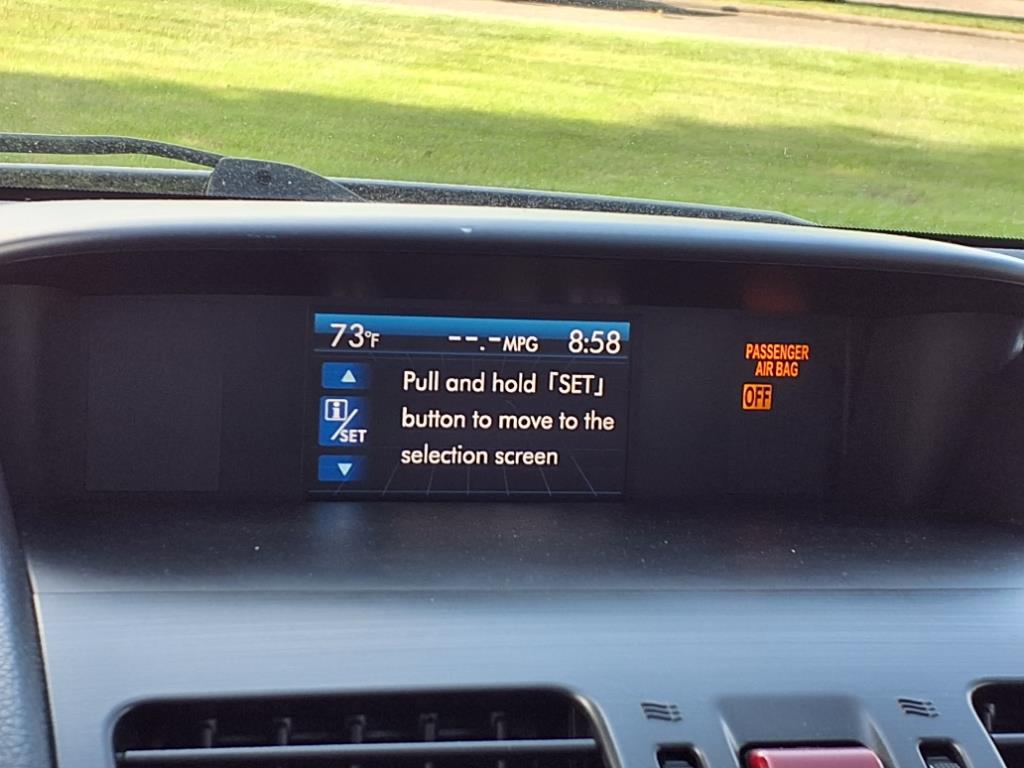 73°F --.-MPG 8:58
Pull and hold「SET」
button to move to the
i/SET
selection screen
PASSENGER
AIR BAG
OFF